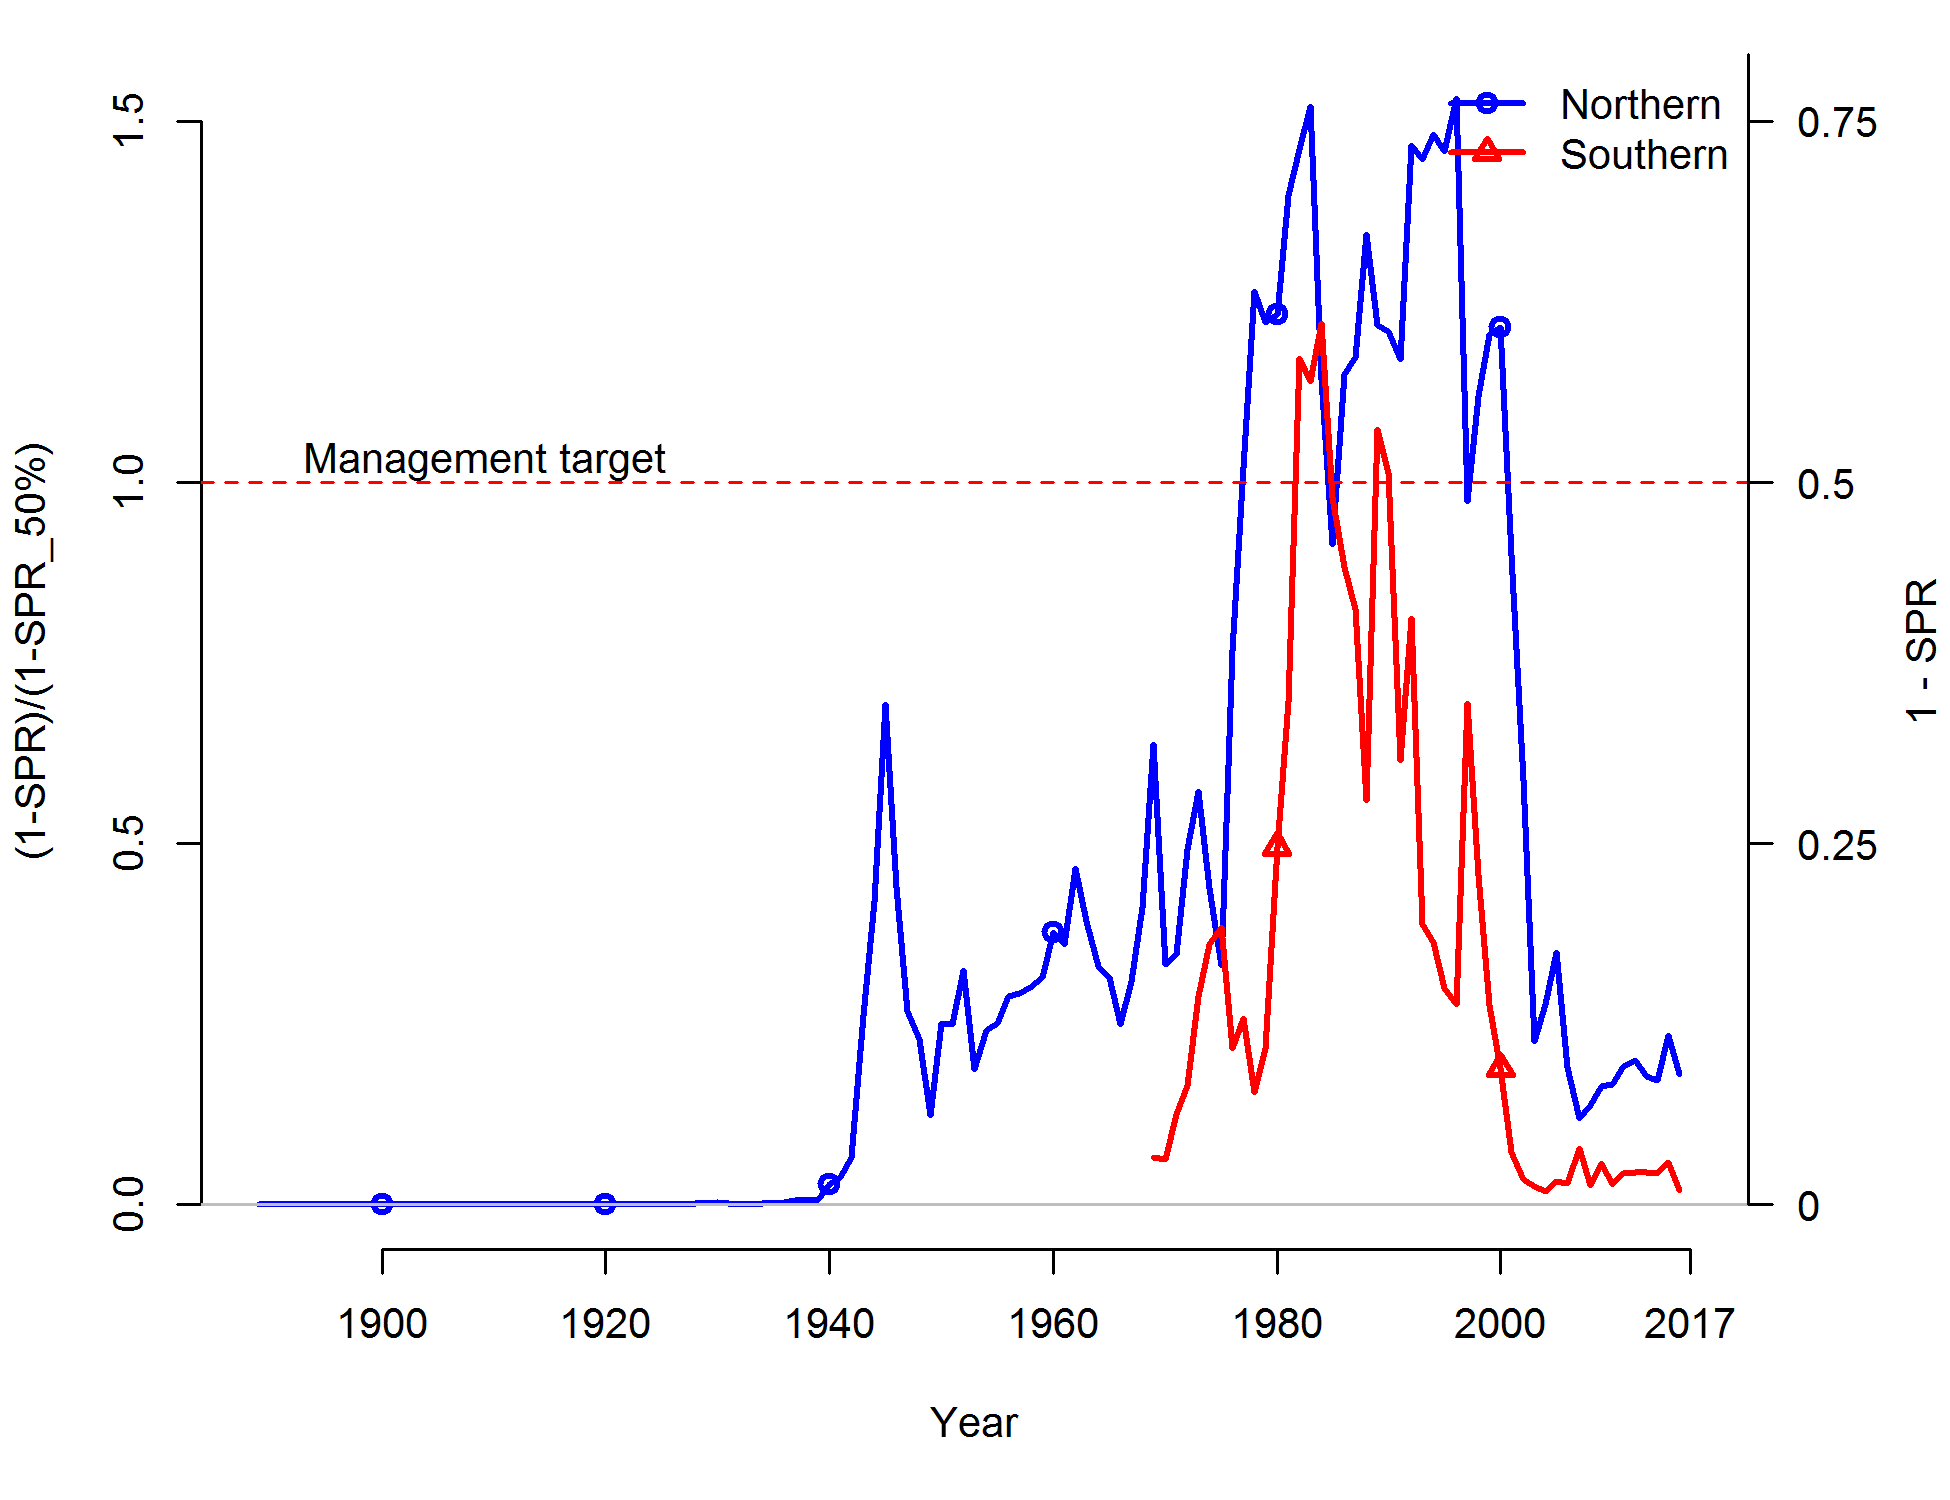 Northern
Southern
Management target
(1-SPR)/(1-SPR_50%)
0.0
0.5
1.0
1.5
1 - SPR
0
0.25
0.5
0.75
1900
1920
1940
1960
1980
2000
2017
Year